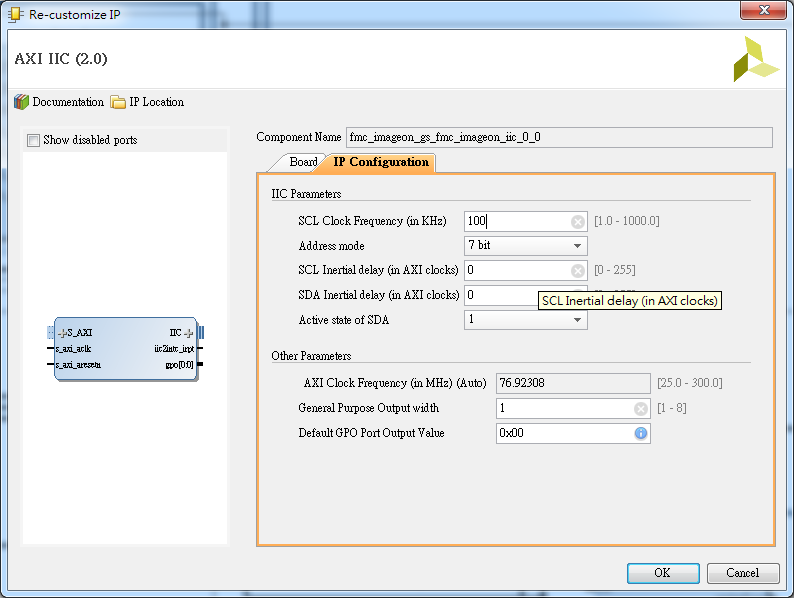 Re-customize IP
AXI IIC (2.0)
Documentation IP Location
Show disabled ports
Component Name fmc_imageon_gs_fmc_imageon_iic_0_0
Board IP Configuration
IIC Parameters
SCL Clock Frequency (in KHz) 100 [1.0 - 1000.0]
Address mode 7 bit
SCL Inertial delay (in AXI clocks) 0 [0 - 255]
SDA Inertial delay (in AXI clocks) 0
SCL Inertial delay (in AXI clocks)
Active state of SDA 1
S_AXI IIC
s_axi_aclk iic2intc_irpt
s_axi_aresetn gpo[0:0]
Other Parameters
AXI Clock Frequency (in MHz) (Auto) 76.92308 [25.0 - 300.0]
General Purpose Output width 1 [1 - 8]
Default GPO Port Output Value 0x00
OK Cancel